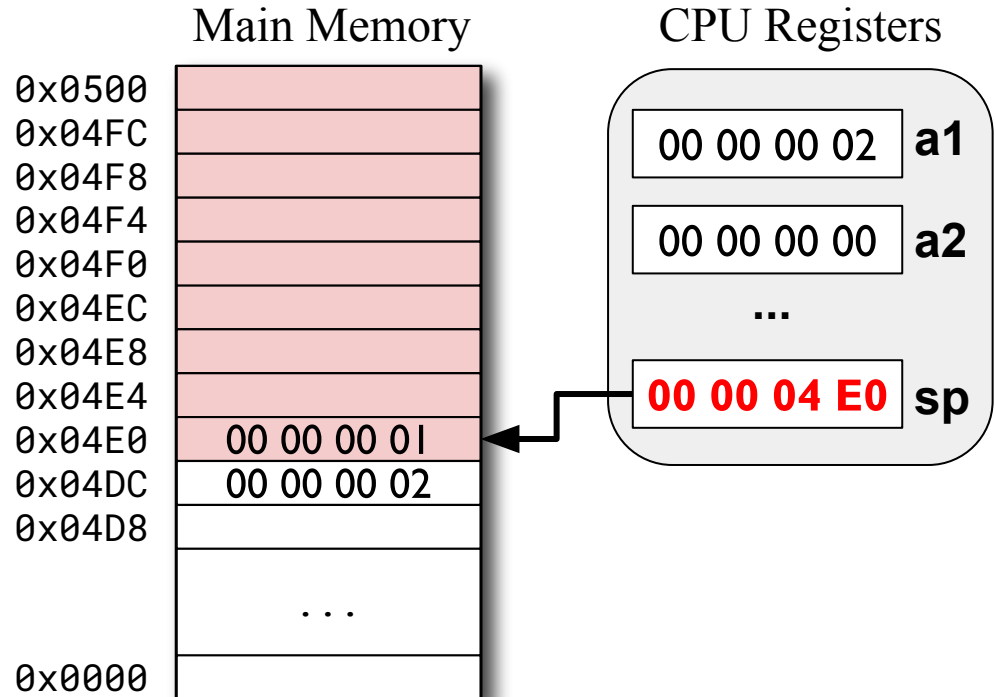 Main Memory
CPU Registers
0x0500
0x04FC
0x04F8
0x04F4
0x04F0
0x04EC
0x04E8
0x04E4
0x04E0 00 00 00 01
0x04DC 00 00 00 02
0x04D8
. . .
0x0000
00 00 00 02 a1
00 00 00 00 a2
...
00 00 04 E0 sp